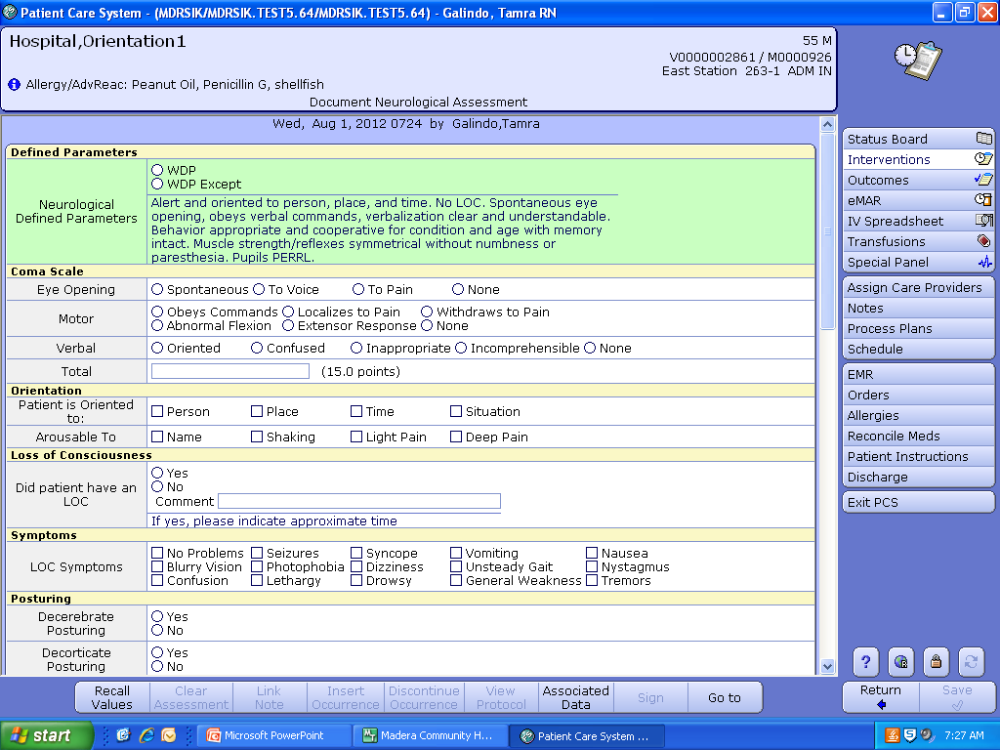 Patient Care System - (MDRSIK/MDRSIK.TEST5.64/MDRSIK.TEST5.64) - Galindo, Tamra RN
Hospital,Orientation1
55 M
V0000002861 / M0000926
East Station 263-1 ADM IN
Allergy/AdvReac: Peanut Oil, Penicillin G, shellfish
Document Neurological Assessment
Wed, Aug 1, 2012 0724 by Galindo,Tamra
Defined Parameters
Neurological
Defined Parameters
WDP
WDP Except
Alert and oriented to person, place, and time. No LOC. Spontaneous eye
opening, obeys verbal commands, verbalization clear and understandable.
Behavior appropriate and cooperative for condition and age with memory
intact. Muscle strength/reflexes symmetrical without numbness or
paresthesia. Pupils PERRL.
Coma Scale
Eye Opening Spontaneous To Voice To Pain None
Motor
Obeys Commands Localizes to Pain Withdraws to Pain
Abnormal Flexion Extensor Response None
Verbal Oriented Confused Inappropriate Incomprehensible None
Total (15.0 points)
Orientation
Patient is Oriented
to:
Person Place Time Situation
Arousable To Name Shaking Light Pain Deep Pain
Loss of Consciousness
Did patient have an
LOC
Yes
No
Comment
If yes, please indicate approximate time
Symptoms
LOC Symptoms
No Problems Seizures Syncope Vomiting Nausea
Blurry Vision Photophobia Dizziness Unsteady Gait Nystagmus
Confusion Lethargy Drowsy General Weakness Tremors
Posturing
Decerebrate
Posturing
Yes
No
Decorticate
Posturing
Yes
No
Status Board
Interventions
Outcomes
eMAR
IV Spreadsheet
Transfusions
Special Panel
Assign Care Providers
Notes
Process Plans
Schedule
EMR
Orders
Allergies
Reconcile Meds
Patient Instructions
Discharge
Exit PCS
?
Return
Save
Recall
Values
Clear
Assessment
Link
Note
Insert
Occurrence
Discontinue
Occurrence
View
Protocol
Associated
Data
Sign
Go to
start
Microsoft PowerPoint
Madera Community H...
Patient Care System ...
7:27 AM